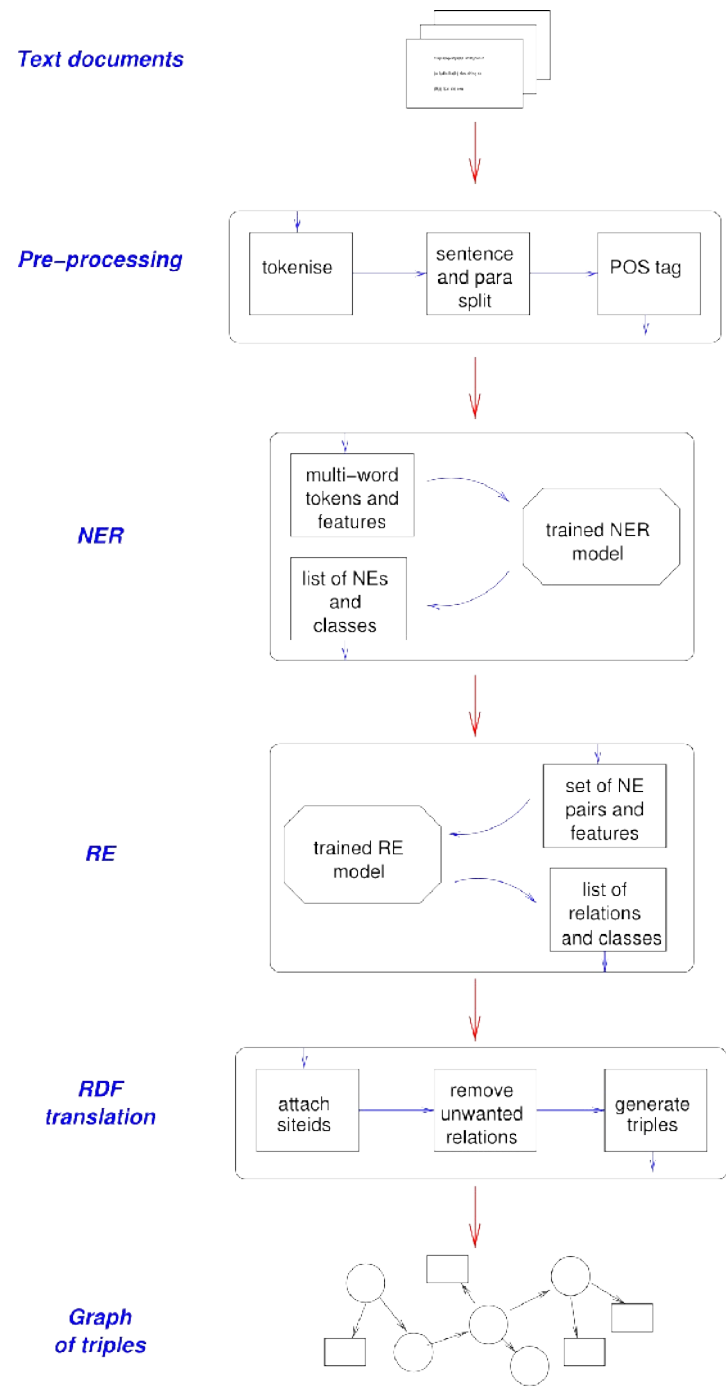 Text documents
Pre-processing
tokenise
sentence
and para
split
POS tag
NER
multi-word
tokens and
features
trained NER
model
list of NEs
and
classes
RE
set of NE
pairs and
features
trained RE
model
list of
relations
and classes
RDF
translation
attach
siteids
remove
unwanted
relations
generate
triples
Graph
of triples